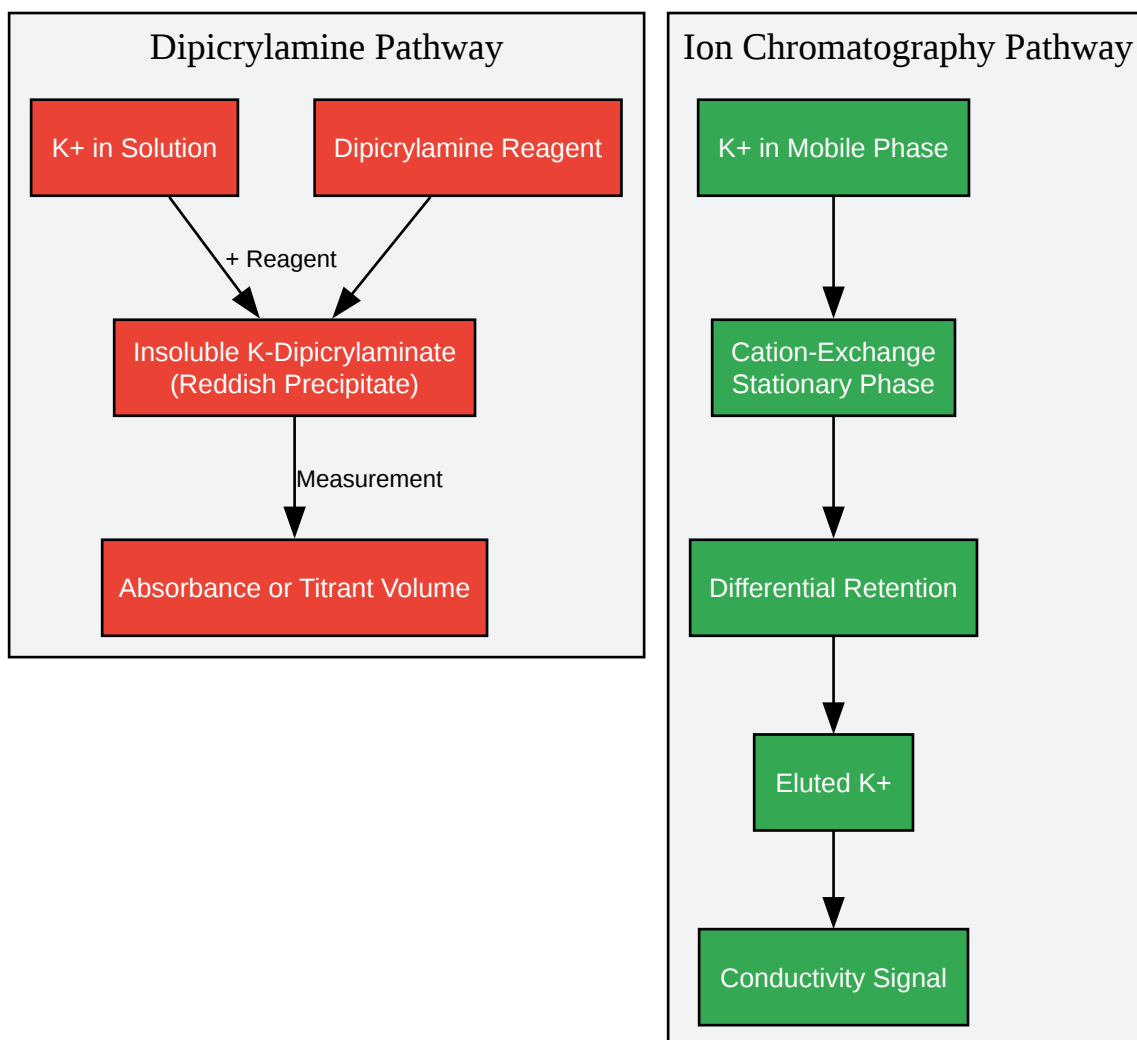 Dipicrylamine Pathway
K+ in Solution
Dipicrylamine Reagent
+ Reagent
Insoluble K-Dipicrylaminate
(Reddish Precipitate)
Measurement
Absorbance or Titrant Volume
Ion Chromatography Pathway
K+ in Mobile Phase
Cation-Exchange
Stationary Phase
Differential Retention
Eluted K+
Conductivity Signal